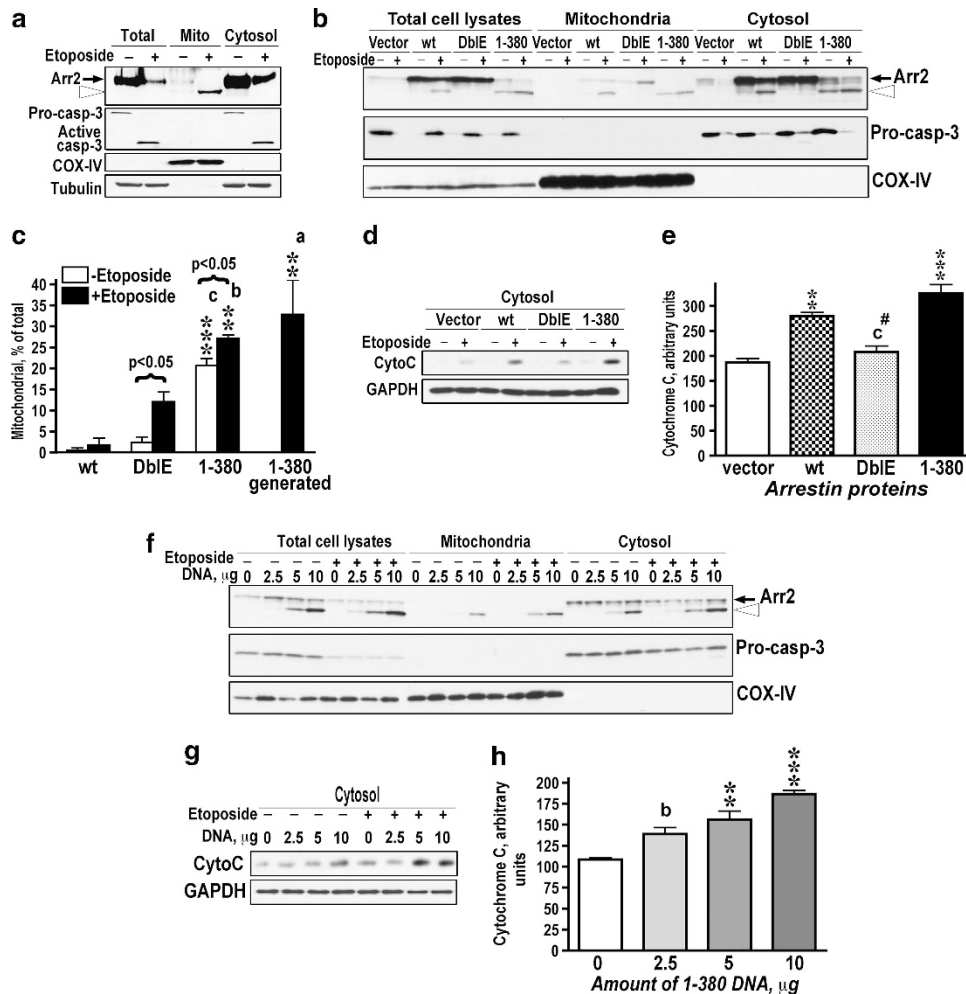 a
Total Mito Cytosol
Etoposide – + – + – +
Arr2
Pro-casp-3
Active
casp-3
COX-IV
Tubulin
b
Total cell lysates Mitochondria Cytosol
Vector wt DblE 1-380 Vector wt DblE 1-380 Vector wt DblE 1-380
Etoposide – + – + – + – + – + – + – + – + – + – + – + – +
Arr2
Pro-casp-3
COX-IV
c
Mitochondrial, % of total
40
35
30
25
20
15
10
5
0
-Etoposide
+Etoposide
p<0.05
p<0.05
c
***
b
**
a
**
wt DblE 1-380 1-380
generated
d
Cytosol
Vector wt DblE 1-380
Etoposide – + – + – + – +
CytoC
GAPDH
e
Cytochrome C, arbitrary units
300
250
200
150
100
50
0
**
#
c
***
vector wt DblE 1-380
Arrestin proteins
f
Total cell lysates Mitochondria Cytosol
Etoposide – – – – + + + + – – – – + + + + – – – – + + + +
DNA, µg 0 2.5 5 10 0 2.5 5 10 0 2.5 5 10 0 2.5 5 10 0 2.5 5 10 0 2.5 5 10
Arr2
Pro-casp-3
COX-IV
g
Cytosol
Etoposide – – – – + + + +
DNA, µg 0 2.5 5 10 0 2.5 5 10
CytoC
GAPDH
h
Cytochrome C, arbitrary
units
200
175
150
125
100
75
50
25
0
b
**
***
0 2.5 5 10
Amount of 1-380 DNA, µg